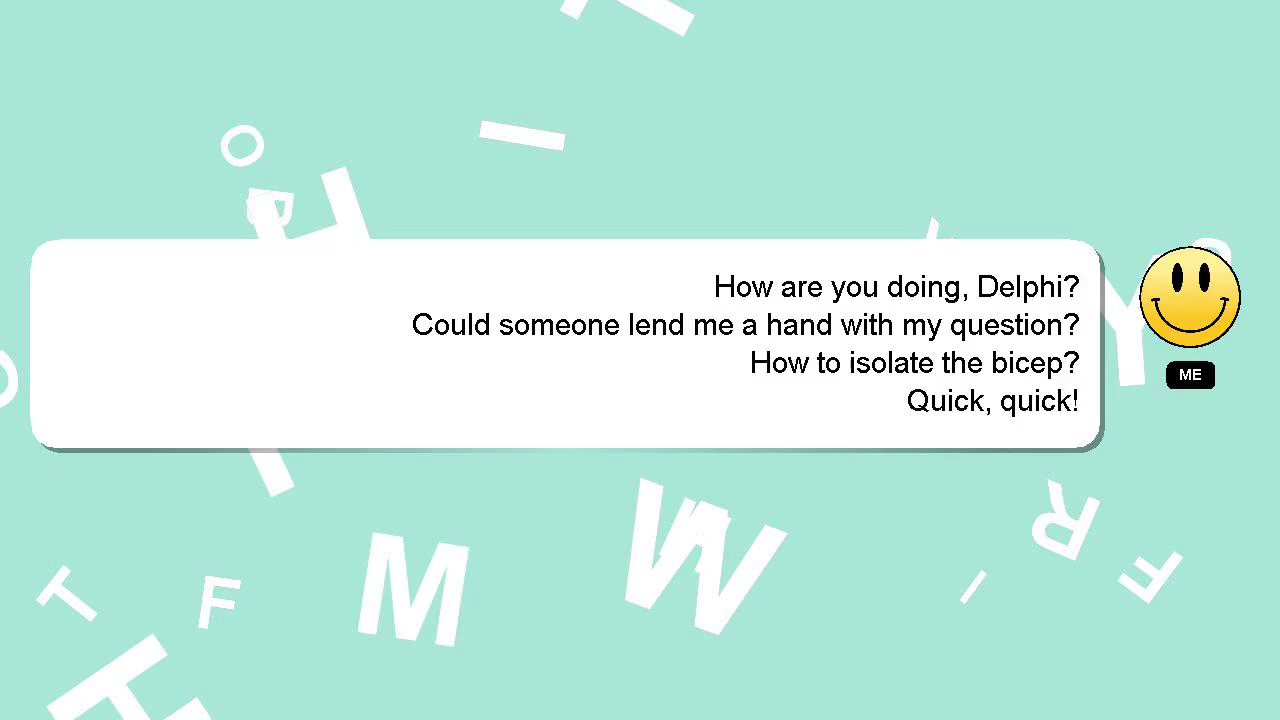 How are you doing, Delphi?
Could someone lend me a hand with my question?
How to isolate the bicep?
Quick, quick!
ME
O
I
T
F
M
W
I
R
F
H
Y